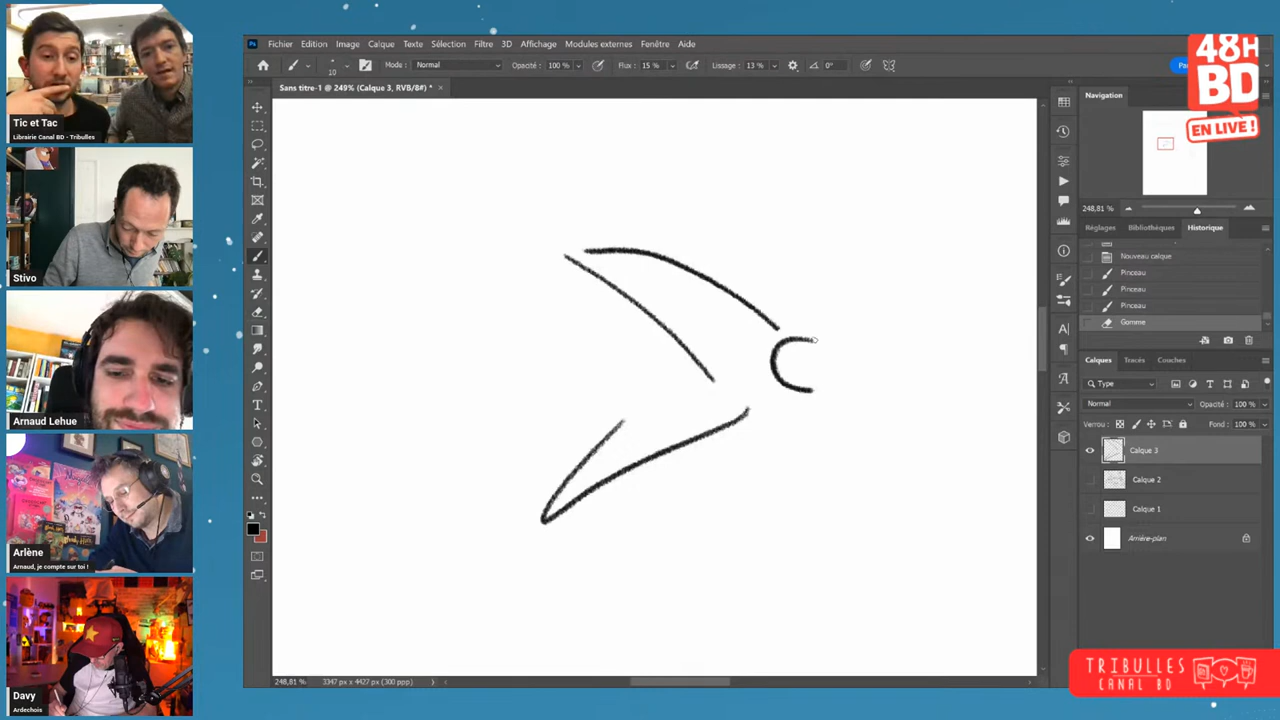 Tic et Tac
Librairie Canal BD - Tribulles
Stivo
Arnaud Lehue
Arlène
Arnaud, je compte sur toi !
Davy
Ardechois
Ps
Fichier Edition Image Calque Texte Sélection Filtre 3D Affichage Modules externes Fenêtre Aide
10
Mode : Normal
Opacité : 100 %
Flux : 15 %
Lissage : 13 %
0°
Sans titre-1 @ 249% (Calque 3, RVB/8#) *
48H
BD
EN LIVE !
Navigation
248,81 %
Réglages Bibliothèques Historique
Nouveau calque
Pinceau
Pinceau
Pinceau
Gomme
Calques Tracés Couches
Type
Normal
Opacité : 100 %
Verrou :
Fond : 100 %
Calque 3
Calque 2
Calque 1
Arrière-plan
248,81 %
3347 px x 4427 px (300 ppp)
TRIBULLES
CANAL BD